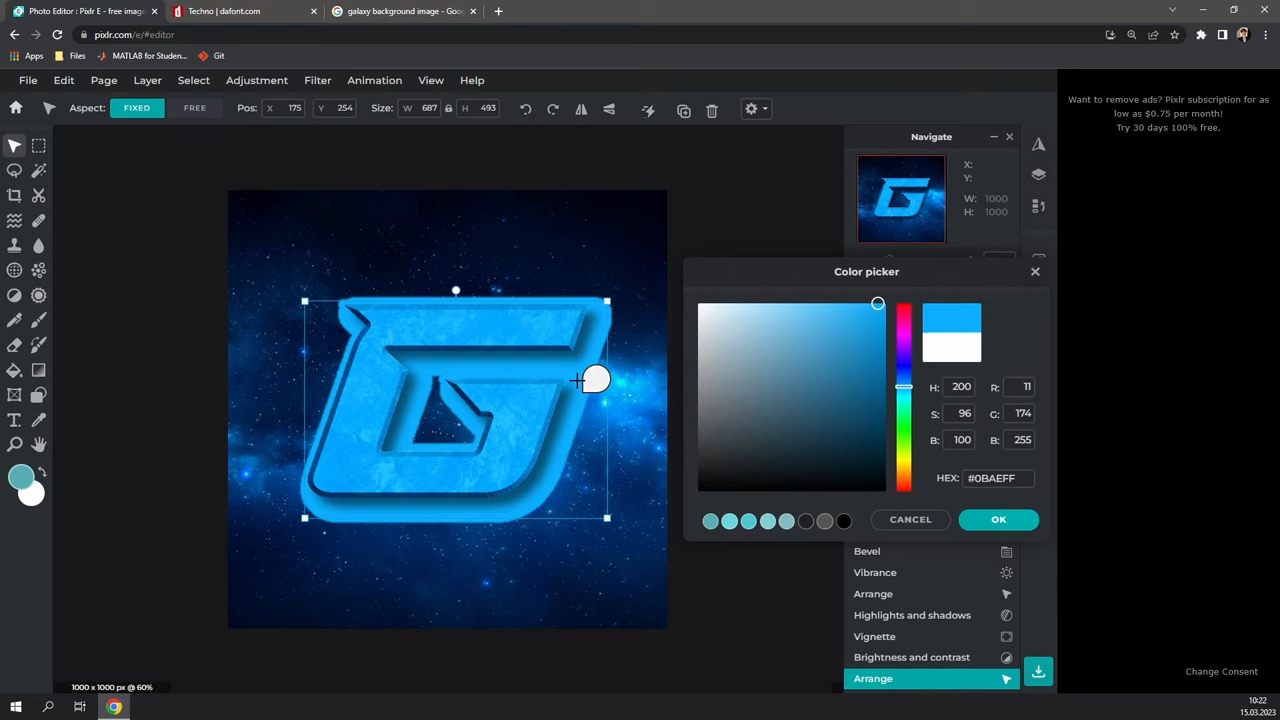 Photo Editor : Pixlr E - free imag
Techno | dafont.com
galaxy background image - Goog
pixlr.com/e/#editor
Apps
Files
MATLAB for Studen...
Git
File Edit Page Layer Select Adjustment Filter Animation View Help
Aspect: FIXED FREE Pos: X 175 Y 254 Size: W 687 H 493
Want to remove ads? Pixlr subscription for as
low as $0.75 per month!
Try 30 days 100% free.
Navigate
X:
Y:
W: 1000
H: 1000
G
Color picker
H: 200 R: 11
S: 96 G: 174
B: 100 B: 255
HEX: #0BAEFF
CANCEL OK
G
Bevel
Vibrance
Arrange
Highlights and shadows
Vignette
Brightness and contrast
Arrange
Change Consent
1000 x 1000 px @ 60%
10:22
15.03.2023